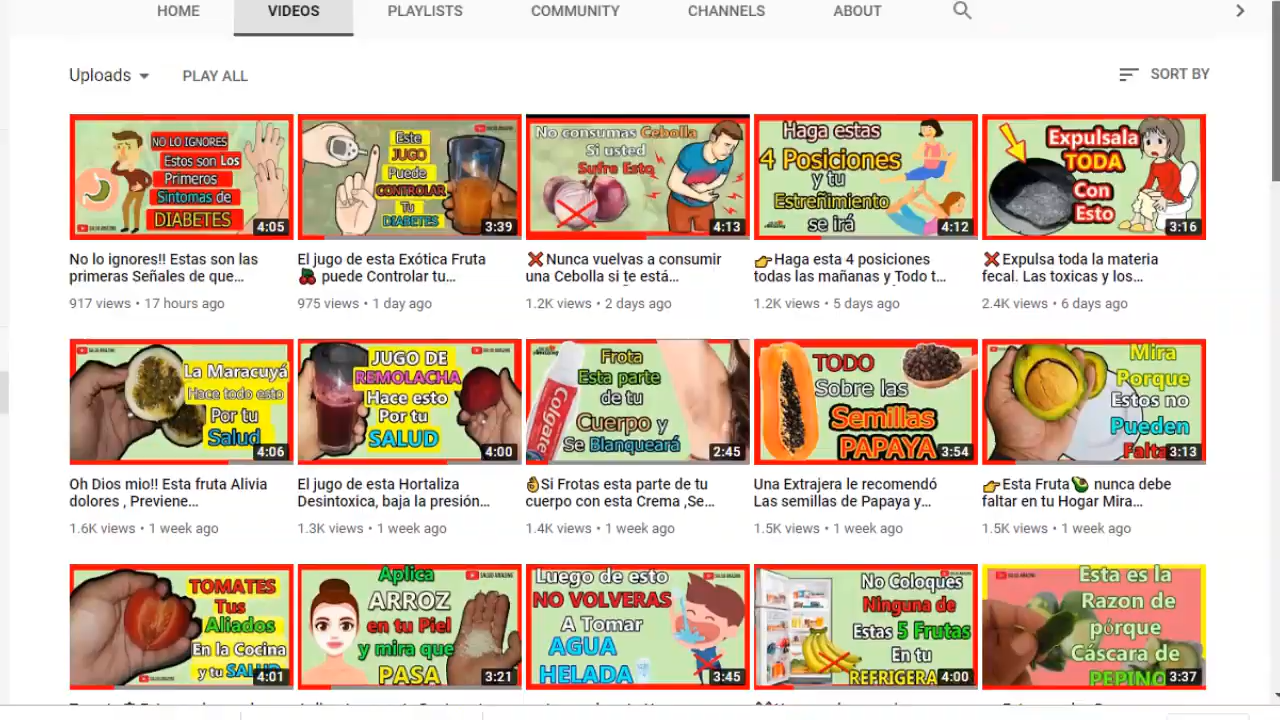 HOME VIDEOS PLAYLISTS COMMUNITY CHANNELS ABOUT
Uploads PLAY ALL SORT BY
NO LO IGNORES
Estos son Los
Primeros
Sintomas de
DIABETES
4:05
Este
JUGO
Puede
CONTROLAR
Tu
DIABETES
3:39
No consumas Cebolla
Si usted
Sufre Esto
4:13
Haga estas
4 Posiciones
y tu
Estreñimiento
se irá
4:12
Expulsala
TODA
Con
Esto
3:16
No lo ignores!! Estas son las
primeras Señales de que...
917 views • 17 hours ago
El jugo de esta Exótica Fruta
🍒 puede Controlar tu...
975 views • 1 day ago
❌Nunca vuelvas a consumir
una Cebolla si te está...
1.2K views • 2 days ago
👉Haga esta 4 posiciones
todas las mañanas y Todo t...
1.2K views • 5 days ago
❌Expulsa toda la materia
fecal. Las toxicas y los...
2.4K views • 6 days ago
La Maracuyá
Hace todo esto
Por tu
Salud
4:06
JUGO DE
REMOLACHA
Hace esto
Por tu
SALUD
4:00
Colgate
Frota
Esta parte
de tu
Cuerpo y
Se Blanqueará
2:45
TODO
Sobre las
Semillas
PAPAYA
3:54
Mira
Porque
Estos no
Pueden
Falta
3:13
Oh Dios mio!! Esta fruta Alivia
dolores , Previene...
1.6K views • 1 week ago
El jugo de esta Hortaliza
Desintoxica, baja la presión...
1.3K views • 1 week ago
👌Si Frotas esta parte de tu
cuerpo con esta Crema ,Se...
1.4K views • 1 week ago
Una Extrajera le recomendó
Las semillas de Papaya y...
1.5K views • 1 week ago
👉Esta Fruta🥑 nunca debe
faltar en tu Hogar Mira...
1.5K views • 1 week ago
TOMATES
Tus
Aliados
En la Cocina
y tu SALUD
4:01
Aplica
ARROZ
en tu Piel
y mira que
PASA
3:21
Luego de esto
NO VOLVERAS
A Tomar
AGUA
HELADA
3:45
No Coloques
Ninguna de
Estas 5 Frutas
En tu
REFRIGERA
4:00
Esta es la
Razon de
pórque
Cáscara de
PEPINO
3:37